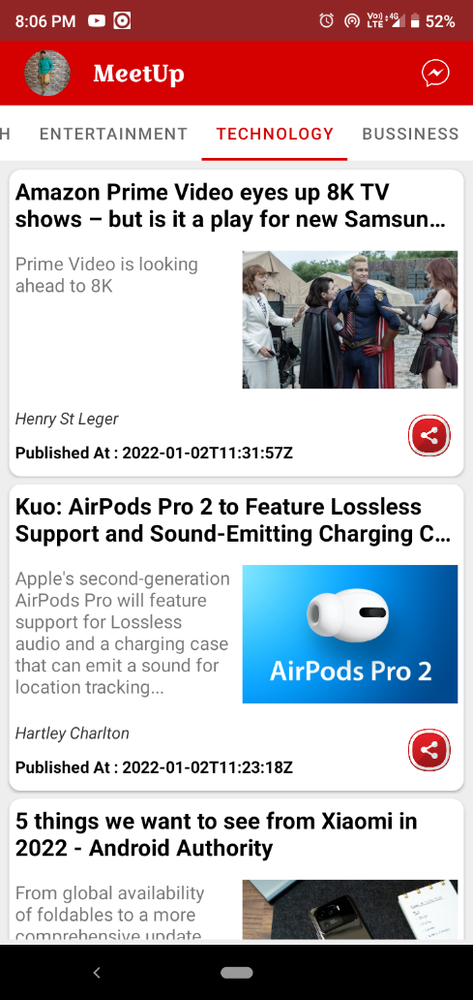 8:06 PM Vo) 4G LTE 52%
MeetUp
H ENTERTAINMENT TECHNOLOGY BUSSINESS
Amazon Prime Video eyes up 8K TV
shows – but is it a play for new Samsun...
Prime Video is looking
ahead to 8K
Henry St Leger
Published At : 2022-01-02T11:31:57Z
Kuo: AirPods Pro 2 to Feature Lossless
Support and Sound-Emitting Charging C...
Apple's second-generation
AirPods Pro will feature
support for Lossless
audio and a charging case
that can emit a sound for
location tracking...
AirPods Pro 2
Hartley Charlton
Published At : 2022-01-02T11:23:18Z
5 things we want to see from Xiaomi in
2022 - Android Authority
From global availability
of foldables to a more
comprehensive update